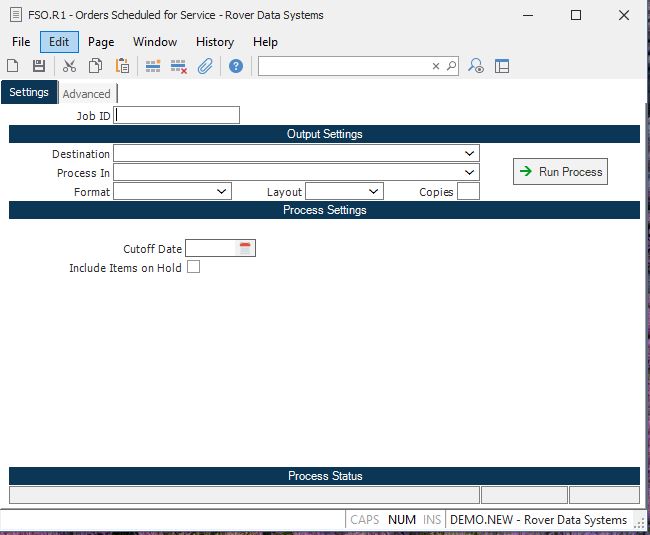 FSO.R1 - Orders Scheduled for Service - Rover Data Systems
File Edit Page Window History Help
Settings Advanced
Job ID
Output Settings
Destination
Process In
Run Process
Format Layout Copies
Process Settings
Cutoff Date
Include Items on Hold
Process Status
CAPS NUM INS DEMO.NEW - Rover Data Systems